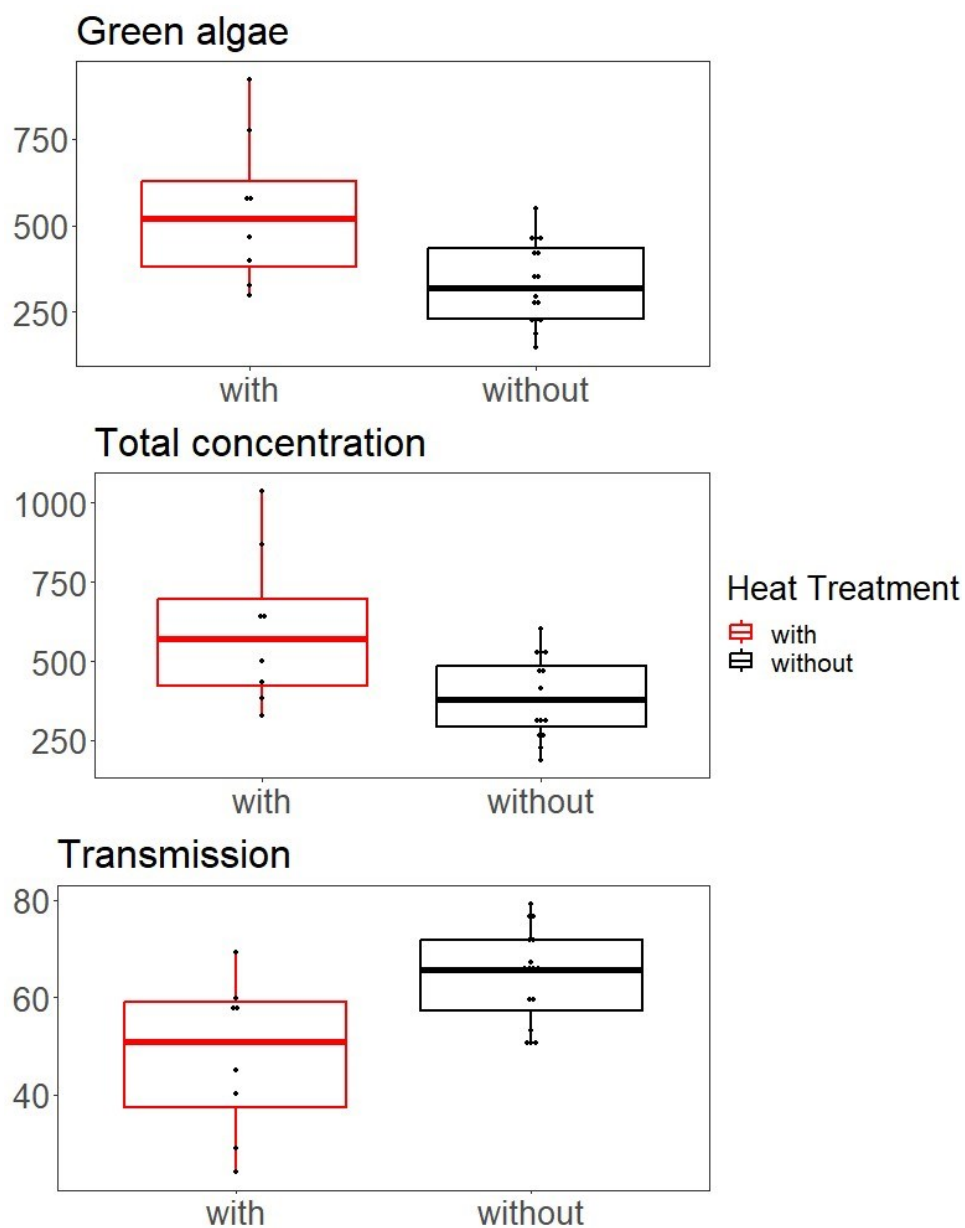 Green algae
750
500
250
with without
Total concentration
1000
750
500
250
with without
Heat Treatment
with
without
Transmission
80
60
40
with without